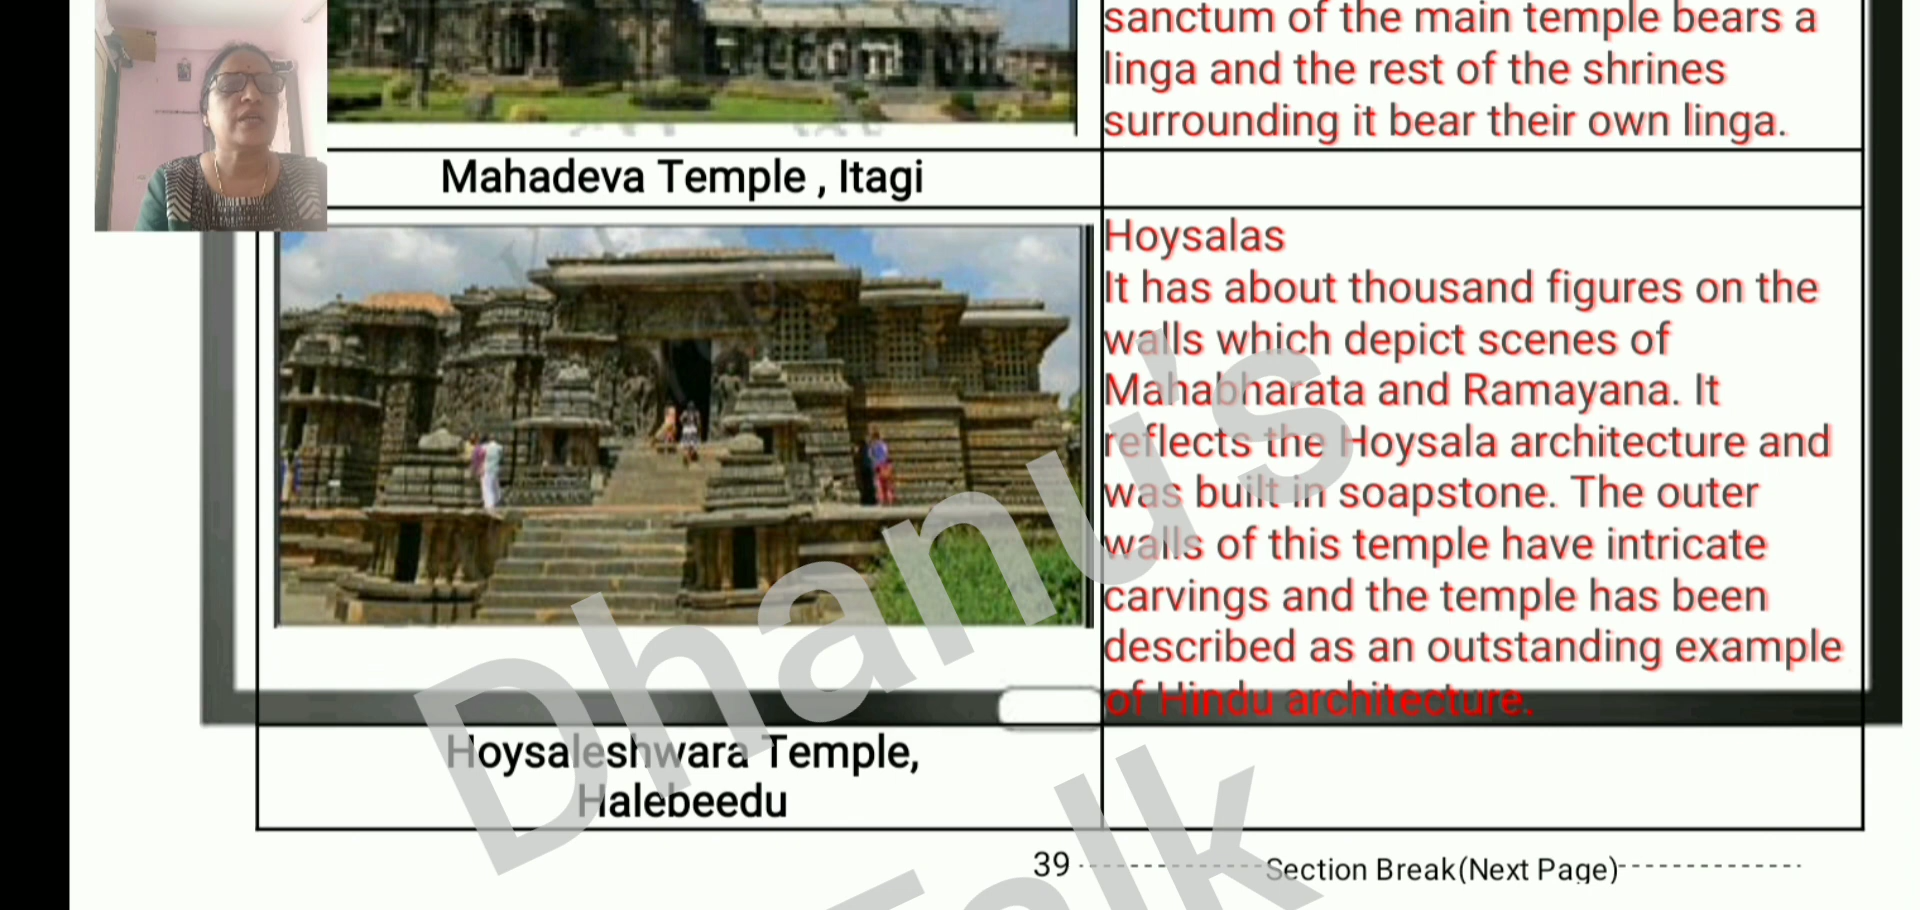 sanctum of the main temple bears a
linga and the rest of the shrines
surrounding it bear their own linga.
Mahadeva Temple , Itagi
Hoysalas
It has about thousand figures on the
walls which depict scenes of
Mahabharata and Ramayana. It
reflects the Hoysala architecture and
was built in soapstone. The outer
walls of this temple have intricate
carvings and the temple has been
described as an outstanding example
of Hindu architecture.
Hoysaleshwara Temple,
Halebeedu
39
Section Break(Next Page)
Dhanu's
Talk